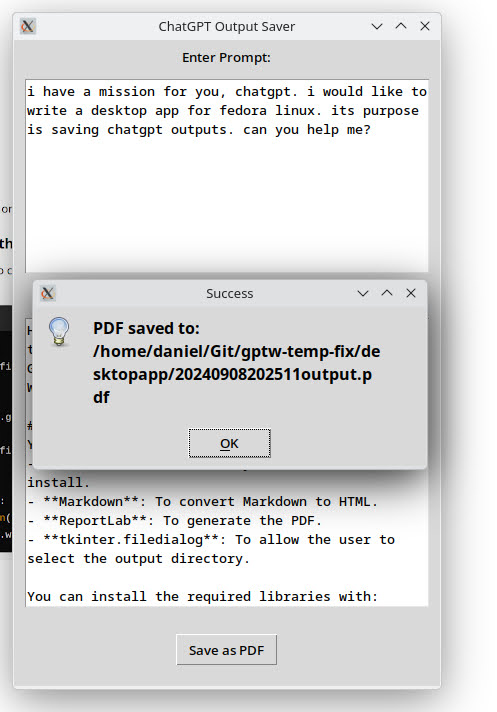 ChatGPT Output Saver
Enter Prompt:
i have a mission for you, chatgpt. i would like to
write a desktop app for fedora linux. its purpose
is saving chatgpt outputs. can you help me?
Success
PDF saved to:
/home/daniel/Git/gptw-temp-fix/de
sktopapp/20240908202511output.p
df
OK
install.
- **Markdown**: To convert Markdown to HTML.
- **ReportLab**: To generate the PDF.
- **tkinter.filedialog**: To allow the user to
select the output directory.
You can install the required libraries with:
Save as PDF